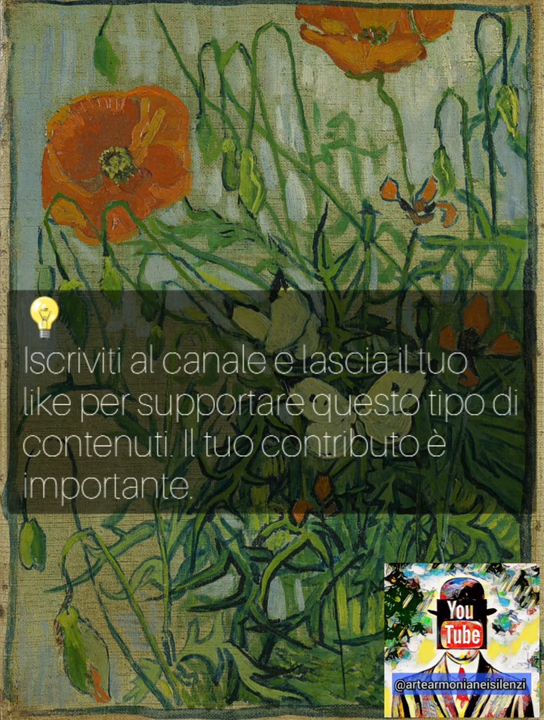 Iscriviti al canale e lascia il tuo
like per supportare questo tipo di
contenuti. Il tuo contributo è
importante.
You
Tube
@artearmonianeisilenzi